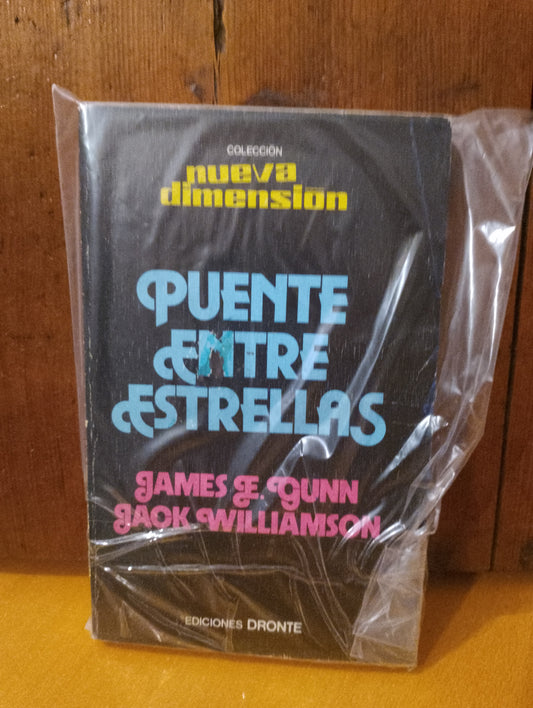 COLECCIÓN
nueva
dimensión
PUENTE
ENTRE
ESTRELLAS
JAMES E. GUNN
JACK WILLIAMSON
EDICIONES DRONTE